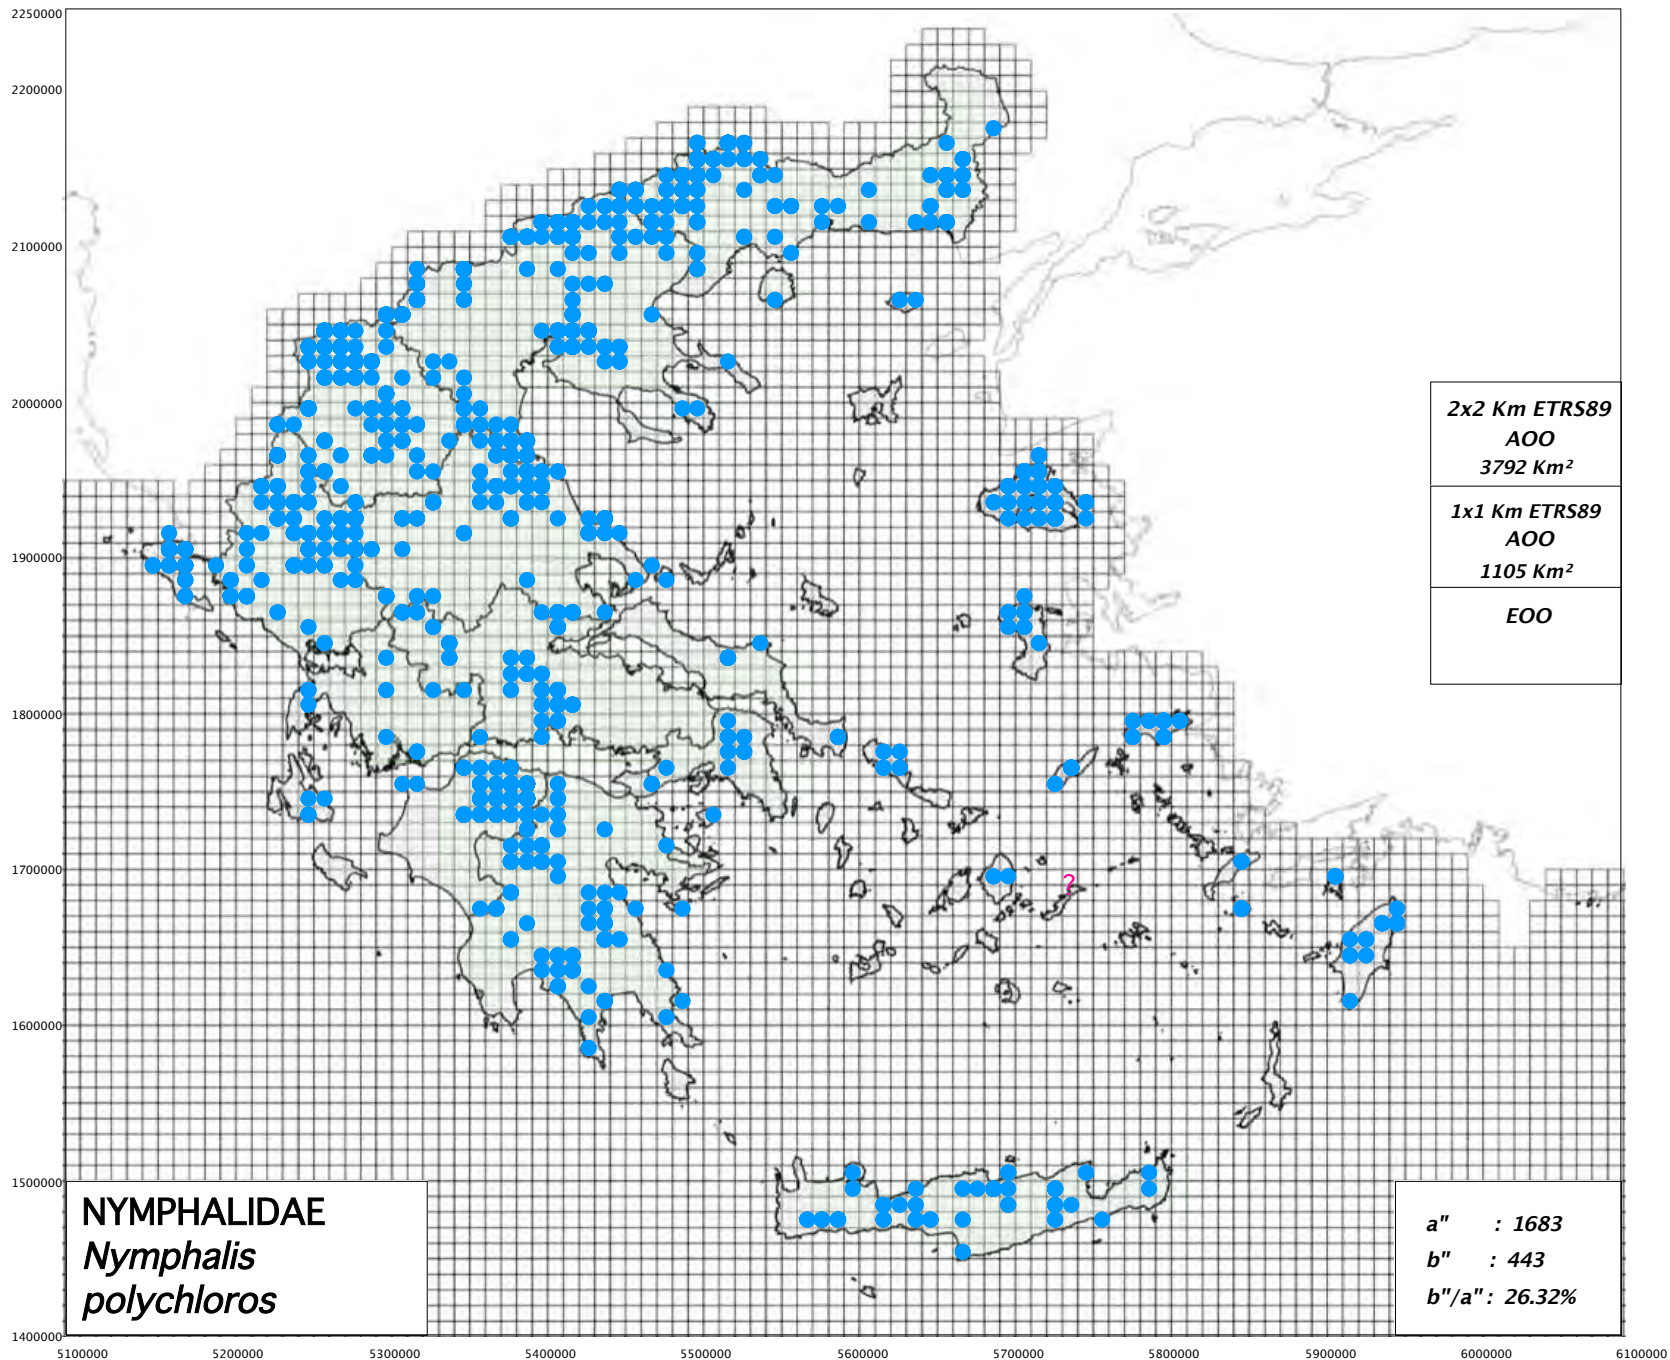 2250000
2200000
2100000
2000000
1900000
1800000
1700000
1600000
1500000
1400000
2x2 Km ETRS89
AOO
3792 Km²
1x1 Km ETRS89
AOO
1105 Km²
EOO
?
NYMPHALIDAE
Nymphalis
polychloros
a" : 1683
b" : 443
b"/a" : 26.32%
5100000 5200000 5300000 5400000 5500000 5600000 5700000 5800000 5900000 6000000 6100000